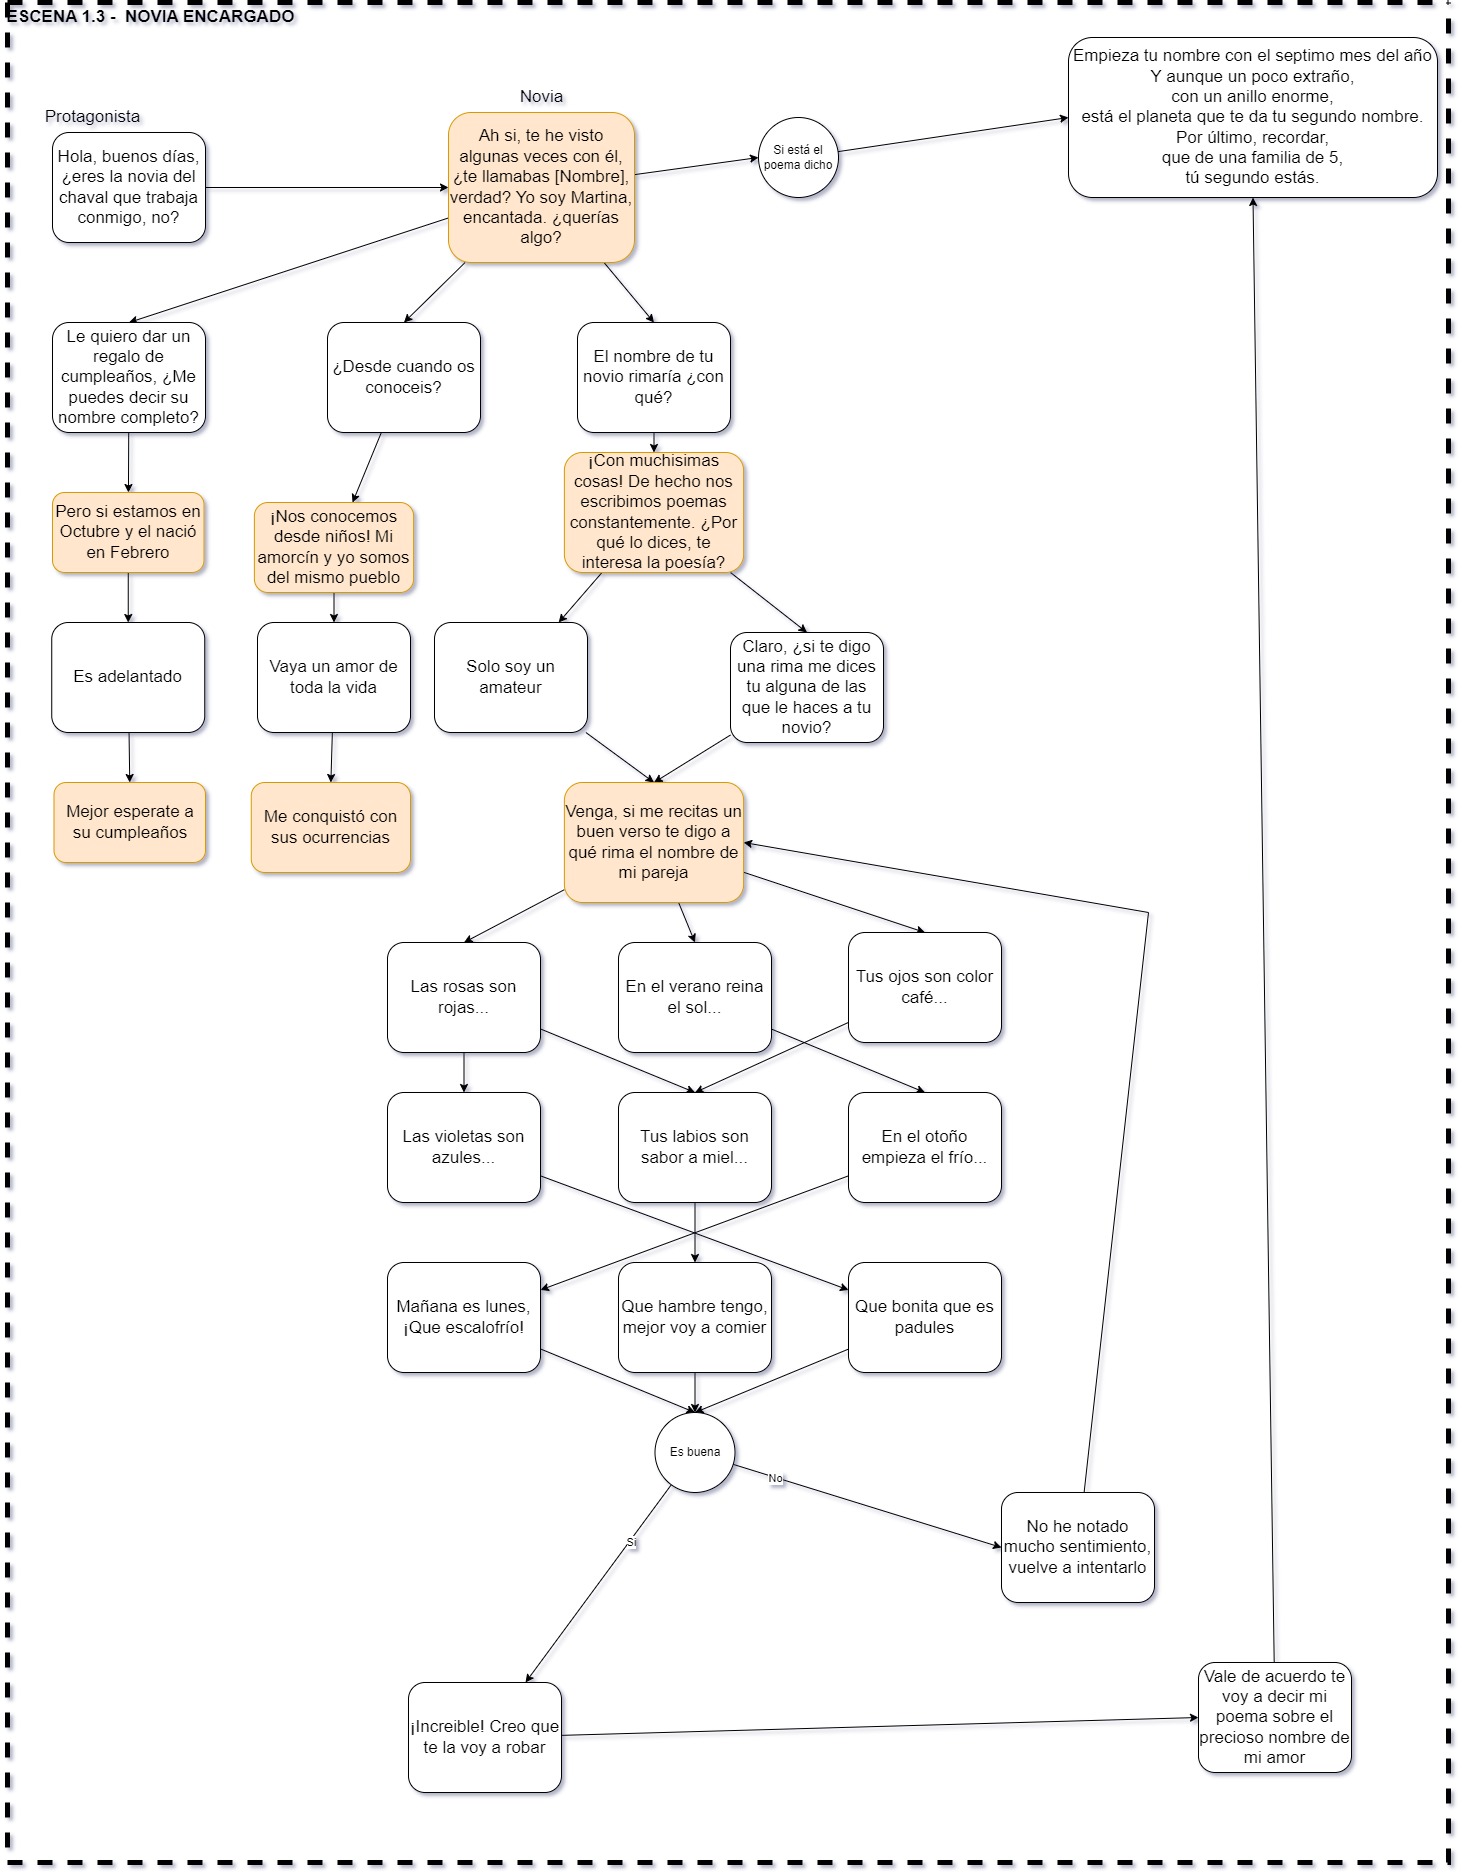 ESCENA 1.3 -  NOVIA ENCARGADO
Protagonista
Hola, buenos días,
¿eres la novia del
chaval que trabaja
conmigo, no?
Novia
Ah si, te he visto
algunas veces con él,
¿te llamabas [Nombre],
verdad? Yo soy Martina,
encantada. ¿querías
algo?
Si está el
poema dicho
Empieza tu nombre con el septimo mes del año
Y aunque un poco extraño,
con un anillo enorme,
está el planeta que te da tu segundo nombre.
Por último, recordar,
que de una familia de 5,
tú segundo estás.
Le quiero dar un
regalo de
cumpleaños, ¿Me
puedes decir su
nombre completo?
¿Desde cuando os
conoceis?
El nombre de tu
novio rimaría ¿con
qué?
Pero si estamos en
Octubre y el nació
en Febrero
¡Nos conocemos
desde niños! Mi
amorcín y yo somos
del mismo pueblo
¡Con muchisimas
cosas! De hecho nos
escribimos poemas
constantemente. ¿Por
qué lo dices, te
interesa la poesía?
Es adelantado
Vaya un amor de
toda la vida
Solo soy un
amateur
Claro, ¿si te digo
una rima me dices
tu alguna de las
que le haces a tu
novio?
Mejor esperate a
su cumpleaños
Me conquistó con
sus ocurrencias
Venga, si me recitas un
buen verso te digo a
qué rima el nombre de
mi pareja
Las rosas son
rojas...
En el verano reina
el sol...
Tus ojos son color
café...
Las violetas son
azules...
Tus labios son
sabor a miel...
En el otoño
empieza el frío...
Mañana es lunes,
¡Que escalofrío!
Que hambre tengo,
mejor voy a comier
Que bonita que es
padules
Es buena
No
Si
No he notado
mucho sentimiento,
vuelve a intentarlo
¡Increible! Creo que
te la voy a robar
Vale de acuerdo te
voy a decir mi
poema sobre el
precioso nombre de
mi amor